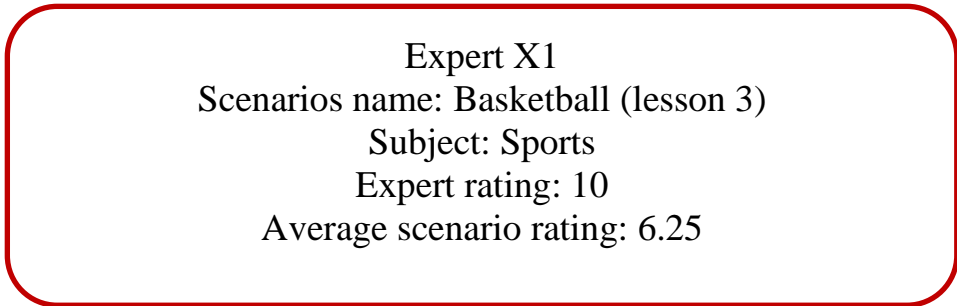 Expert X1
Scenarios name: Basketball (lesson 3)
Subject: Sports
Expert rating: 10
Average scenario rating: 6.25